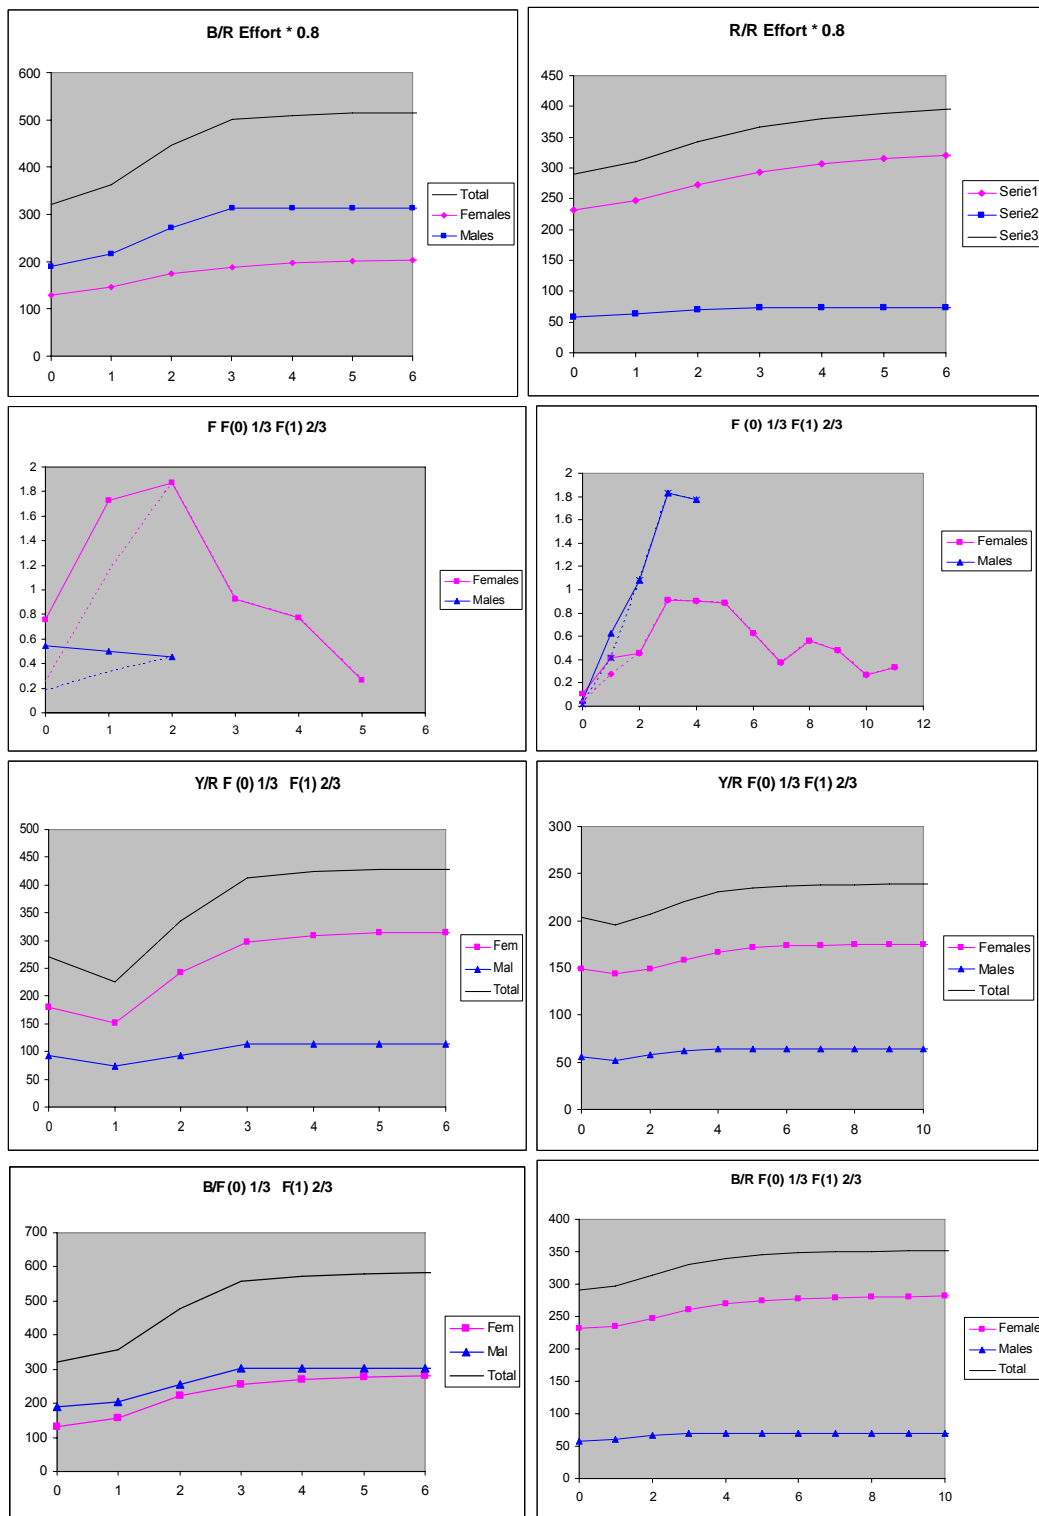 B/R Effort * 0.8
600
500
400
300
200
100
0
0 1 2 3 4 5 6
Total
Females
Males
R/R Effort * 0.8
450
400
350
300
250
200
150
100
50
0
0 1 2 3 4 5 6
Serie1
Serie2
Serie3
F F(0) 1/3 F(1) 2/3
2
1.8
1.6
1.4
1.2
1
0.8
0.6
0.4
0.2
0
0 1 2 3 4 5 6
Females
Males
F (0) 1/3 F(1) 2/3
2
1.8
1.6
1.4
1.2
1
0.8
0.6
0.4
0.2
0
0 2 4 6 8 10 12
Females
Males
Y/R F (0) 1/3 F(1) 2/3
500
450
400
350
300
250
200
150
100
50
0
0 1 2 3 4 5 6
Fem
Mal
Total
Y/R F(0) 1/3 F(1) 2/3
300
250
200
150
100
50
0
0 2 4 6 8 10
Females
Males
Total
B/F (0) 1/3 F(1) 2/3
700
600
500
400
300
200
100
0
0 1 2 3 4 5 6
Fem
Mal
Total
B/R F(0) 1/3 F(1) 2/3
400
350
300
250
200
150
100
50
0
0 2 4 6 8 10
Female
Males
Total